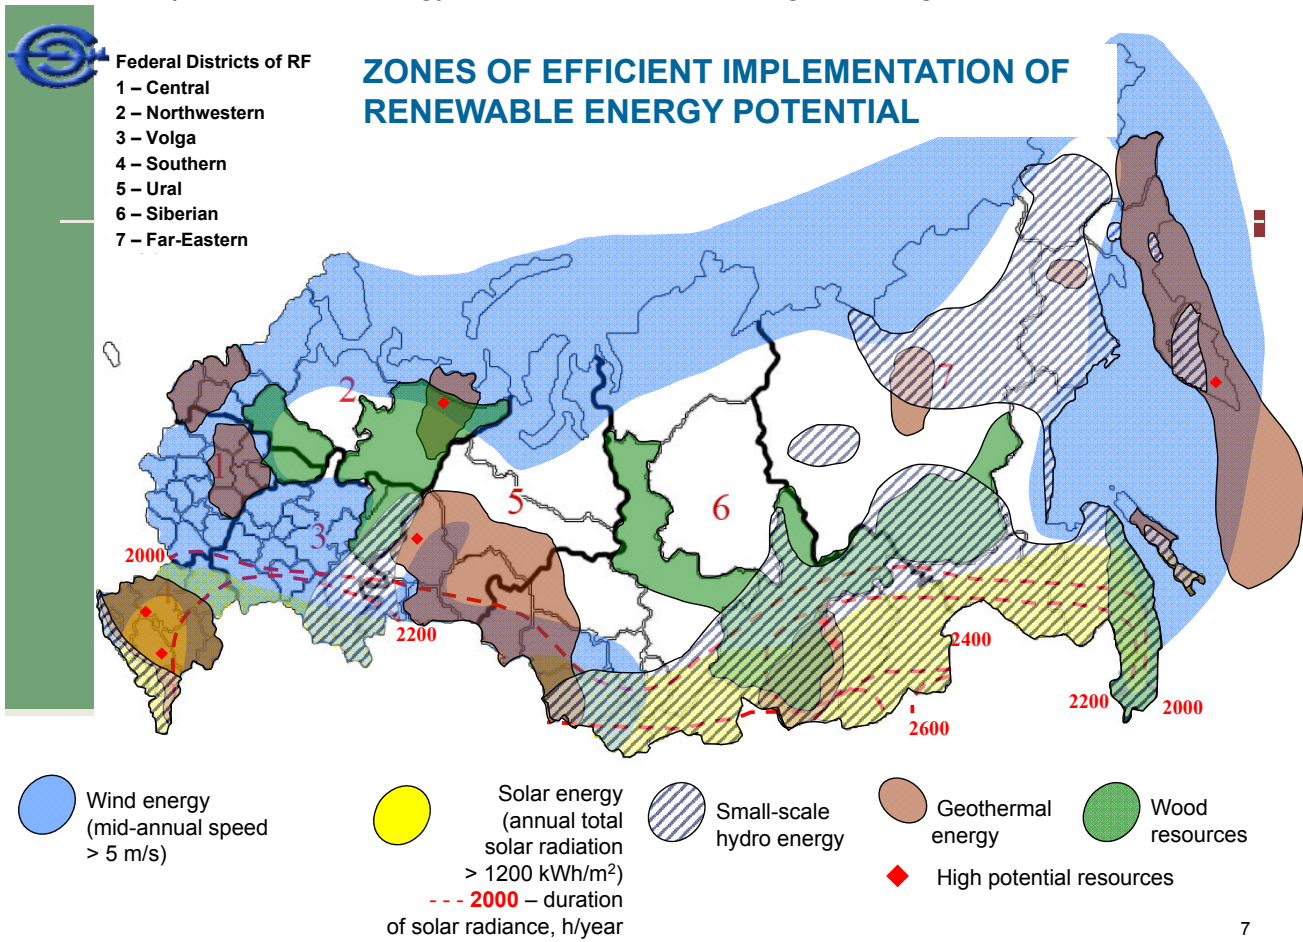 Federal Districts of RF
1 – Central
2 – Northwestern
3 – Volga
4 – Southern
5 – Ural
6 – Siberian
7 – Far-Eastern
ZONES OF EFFICIENT IMPLEMENTATION OF
RENEWABLE ENERGY POTENTIAL
2
7
1
5
6
3
2000
2200
2400
2200
2000
2600
Wind energy
(mid-annual speed
> 5 m/s)
Solar energy
(annual total
solar radiation
> 1200 kWh/m²)
- - - 2000 – duration
of solar radiance, h/year
Small-scale
hydro energy
Geothermal
energy
Wood
resources
High potential resources
7